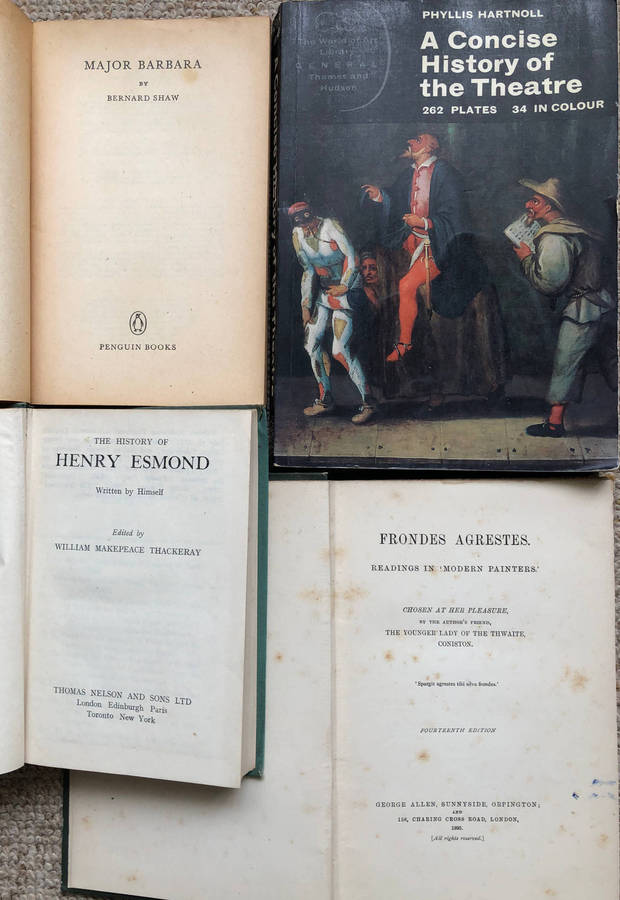 MAJOR BARBARA
BY
BERNARD SHAW
PENGUIN BOOKS
PHYLLIS HARTNOLL
A Concise
History of
the Theatre
262 PLATES 34 IN COLOUR
The World of Art
Library
GENERAL
Thames and
Hudson
THE HISTORY OF
HENRY ESMOND
Written by Himself
Edited by
WILLIAM MAKEPEACE THACKERAY
THOMAS NELSON AND SONS LTD
London Edinburgh Paris
Toronto New York
FRONDES AGRESTES.
READINGS IN 'MODERN PAINTERS.'
CHOSEN AT HER PLEASURE,
BY THE AUTHOR'S FRIEND,
THE YOUNGER LADY OF THE THWAITE,
CONISTON.
'Spargit agrestes tibi silva frondes.'
FOURTEENTH EDITION
GEORGE ALLEN, SUNNYSIDE, ORPINGTON;
AND
156, CHARING CROSS ROAD, LONDON,
1895.
[All rights reserved.]